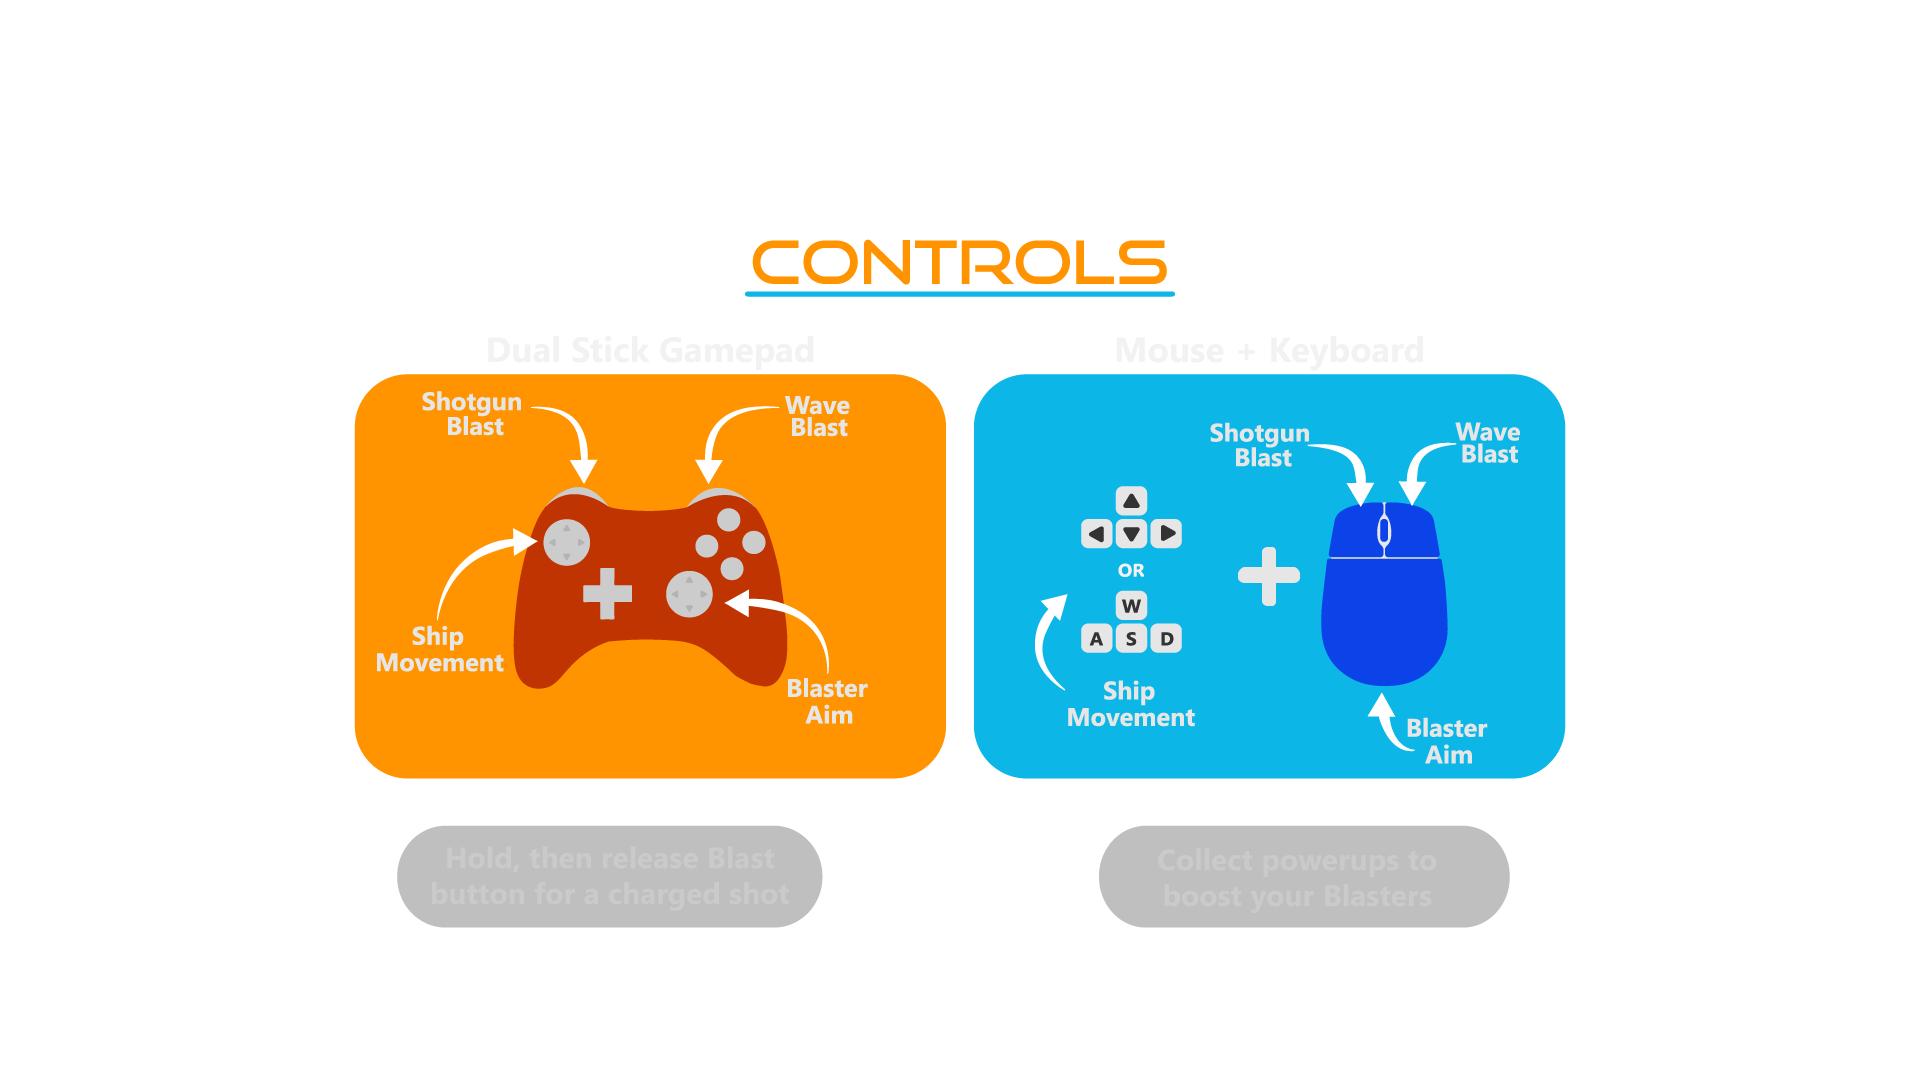 CONTROLS
Dual Stick Gamepad
Shotgun
Blast
Wave
Blast
Ship
Movement
Blaster
Aim
Mouse + Keyboard
Shotgun
Blast
Wave
Blast
OR
W
A S D
Ship
Movement
Blaster
Aim
Hold, then release Blast
button for a charged shot
Collect powerups to
boost your Blasters